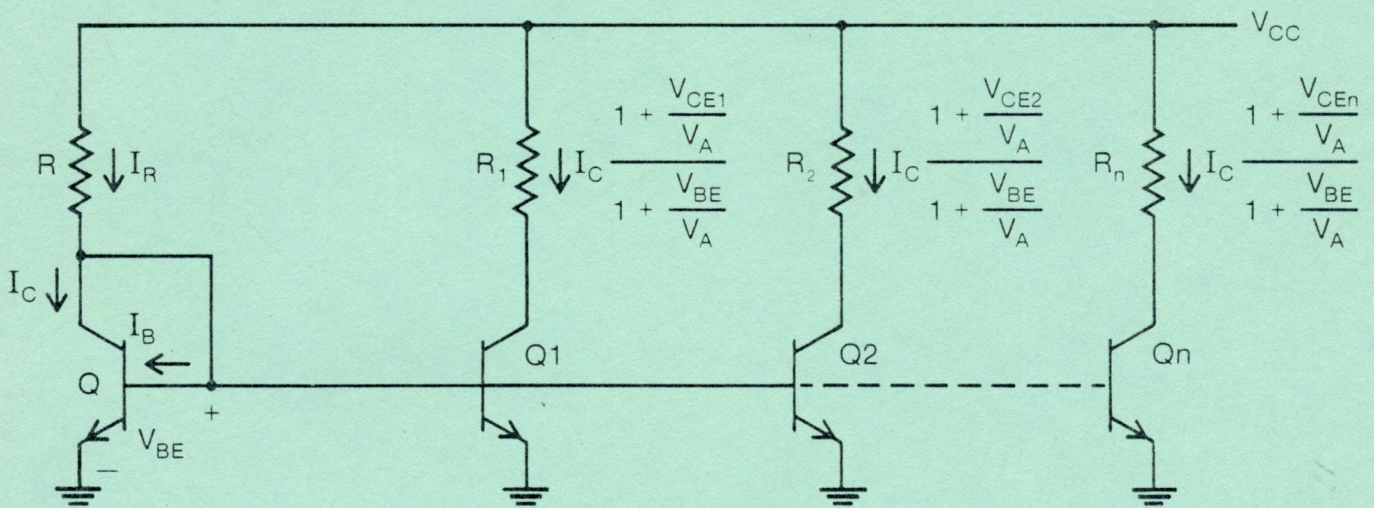 V_CC
R
I_R
R_1
I_C
1 + V_CE1/V_A
1 + V_BE/V_A
R_2
I_C
1 + V_CE2/V_A
1 + V_BE/V_A
R_n
I_C
1 + V_CEn/V_A
1 + V_BE/V_A
I_C
I_B
Q
+
V_BE
−
Q1
Q2
Qn